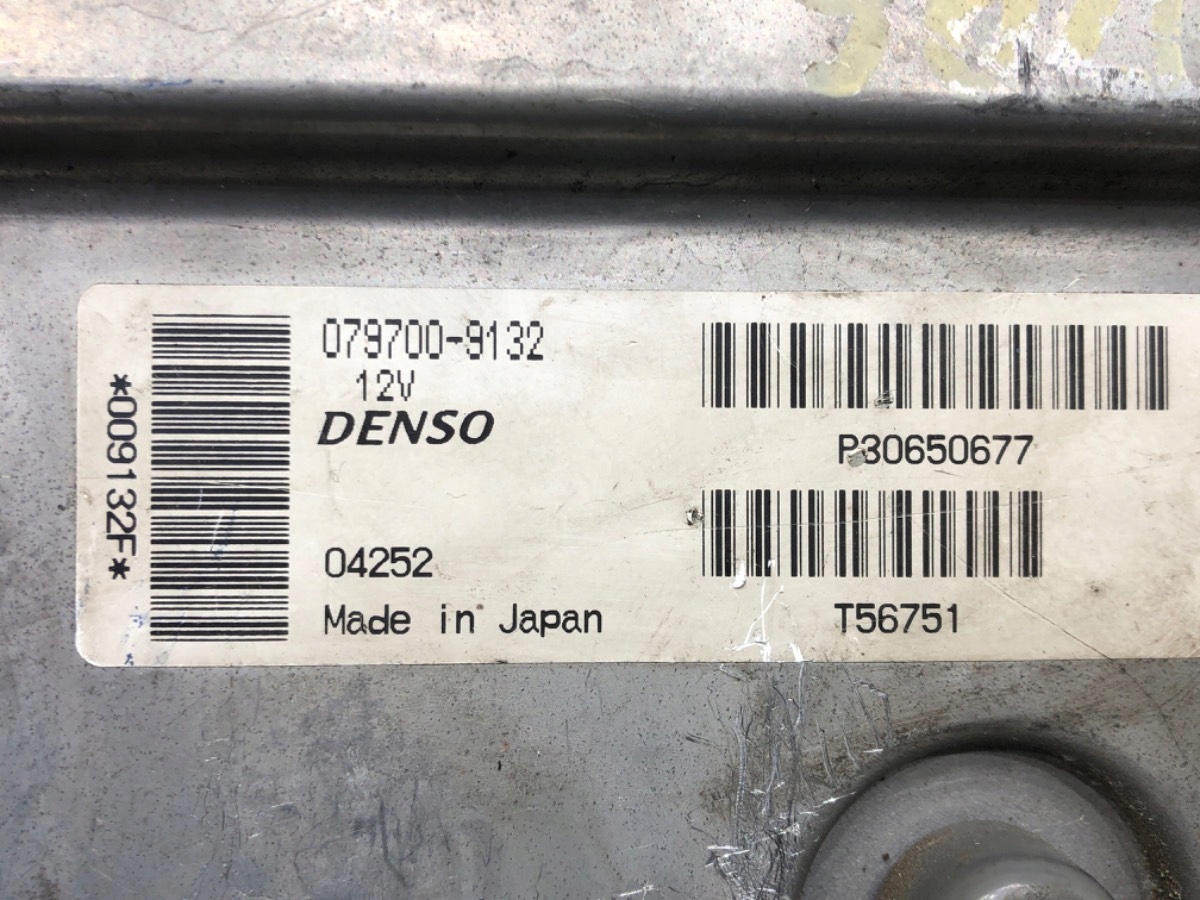 *009132F*
079700-9132
12V
DENSO
04252
Made in Japan
P30650677
T56751